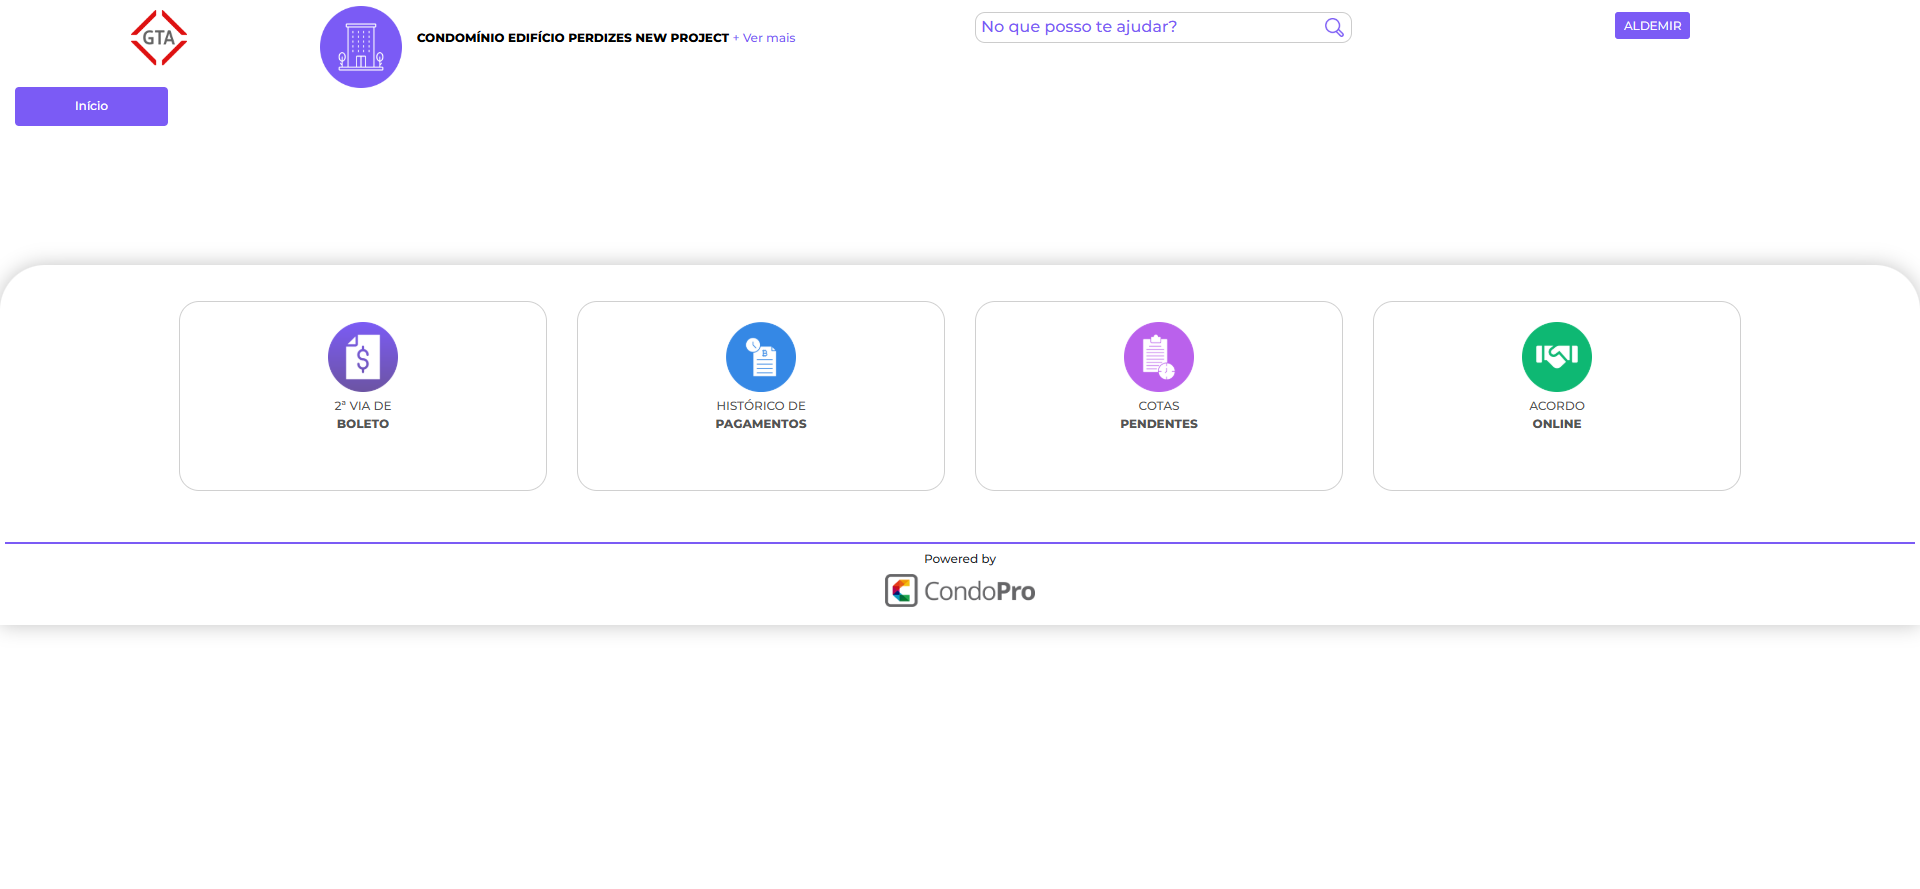 GTA
CONDOMÍNIO EDIFÍCIO PERDIZES NEW PROJECT + Ver mais
No que posso te ajudar?
ALDEMIR
Início
2ª VIA DE
BOLETO
HISTÓRICO DE
PAGAMENTOS
COTAS
PENDENTES
ACORDO
ONLINE
Powered by
CondoPro